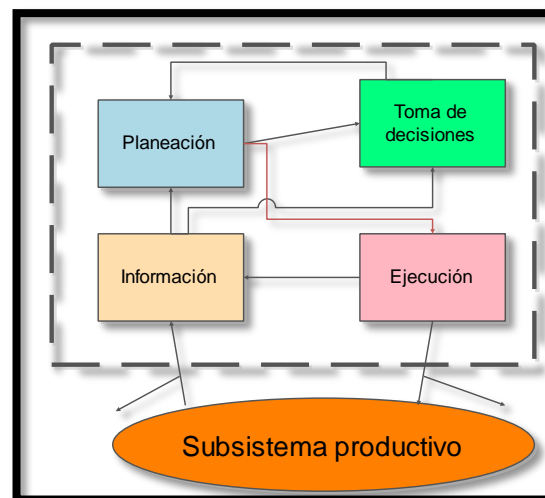 Planeación
Toma de
decisiones
Información
Ejecución
Subsistema productivo